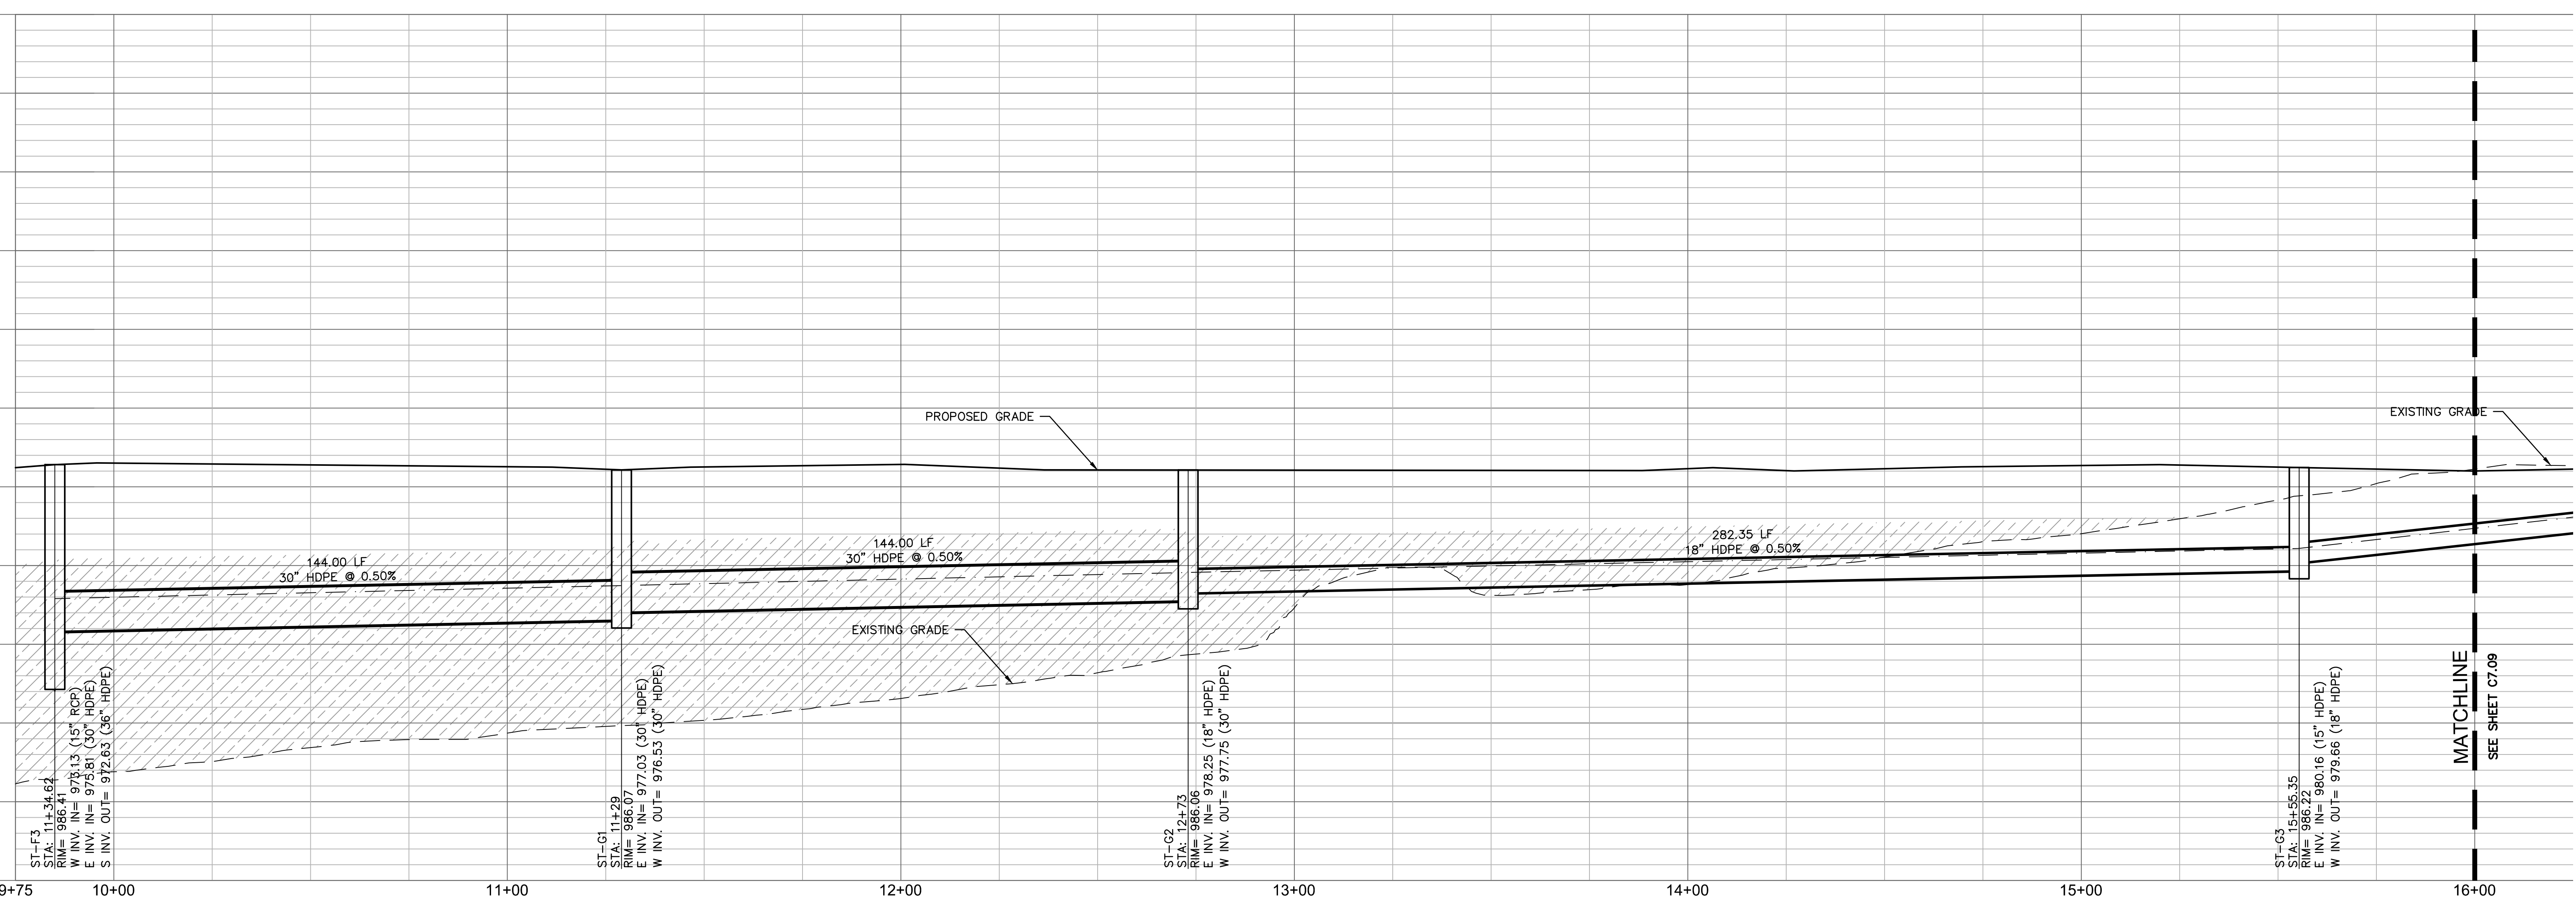 PROPOSED GRADE
EXISTING GRADE
144.00 LF
30" HDPE @ 0.50%
144.00 LF
30" HDPE @ 0.50%
282.35 LF
18" HDPE @ 0.50%
EXISTING GRADE
ST-F3
STA: 11+34.62
RIM= 986.41
W INV. IN= 973.13 (15" RCP)
E INV. IN= 975.81 (30" HDPE)
S INV. OUT= 972.63 (36" HDPE)
ST-G1
STA: 11+29
RIM= 986.07
E INV. IN= 977.03 (30" HDPE)
W INV. OUT= 976.53 (30" HDPE)
ST-G2
STA: 12+73
RIM= 986.06
E INV. IN= 978.25 (18" HDPE)
W INV. OUT= 977.75 (30" HDPE)
ST-G3
STA: 15+55.35
RIM= 986.22
E INV. IN= 980.16 (15" HDPE)
W INV. OUT= 979.66 (18" HDPE)
MATCHLINE
SEE SHEET C7.09
9+75 10+00 11+00 12+00 13+00 14+00 15+00 16+00